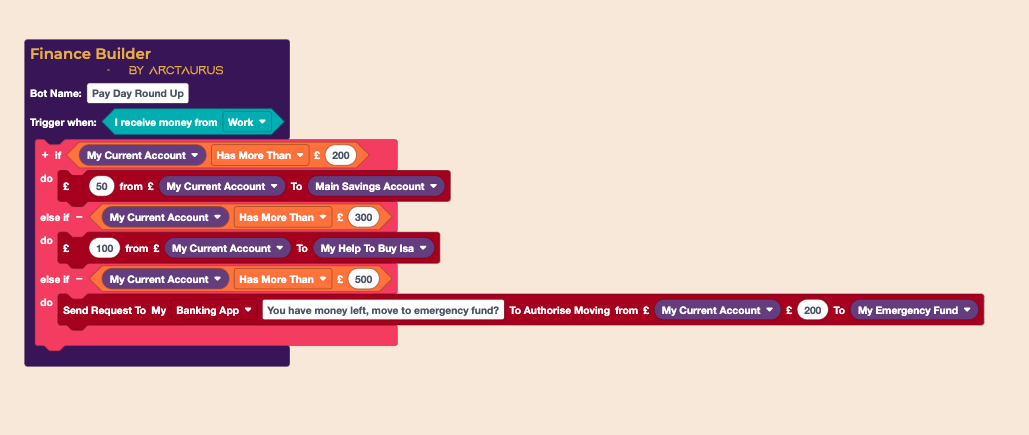 Finance Builder
- BY ARCTAURUS
Bot Name: Pay Day Round Up
Trigger when: I receive money from Work
+ if My Current Account Has More Than £ 200
do £ 50 from £ My Current Account To Main Savings Account
else if − My Current Account Has More Than £ 300
do £ 100 from £ My Current Account To My Help To Buy Isa
else if − My Current Account Has More Than £ 500
do Send Request To My Banking App You have money left, move to emergency fund? To Authorise Moving from £ My Current Account £ 200 To My Emergency Fund